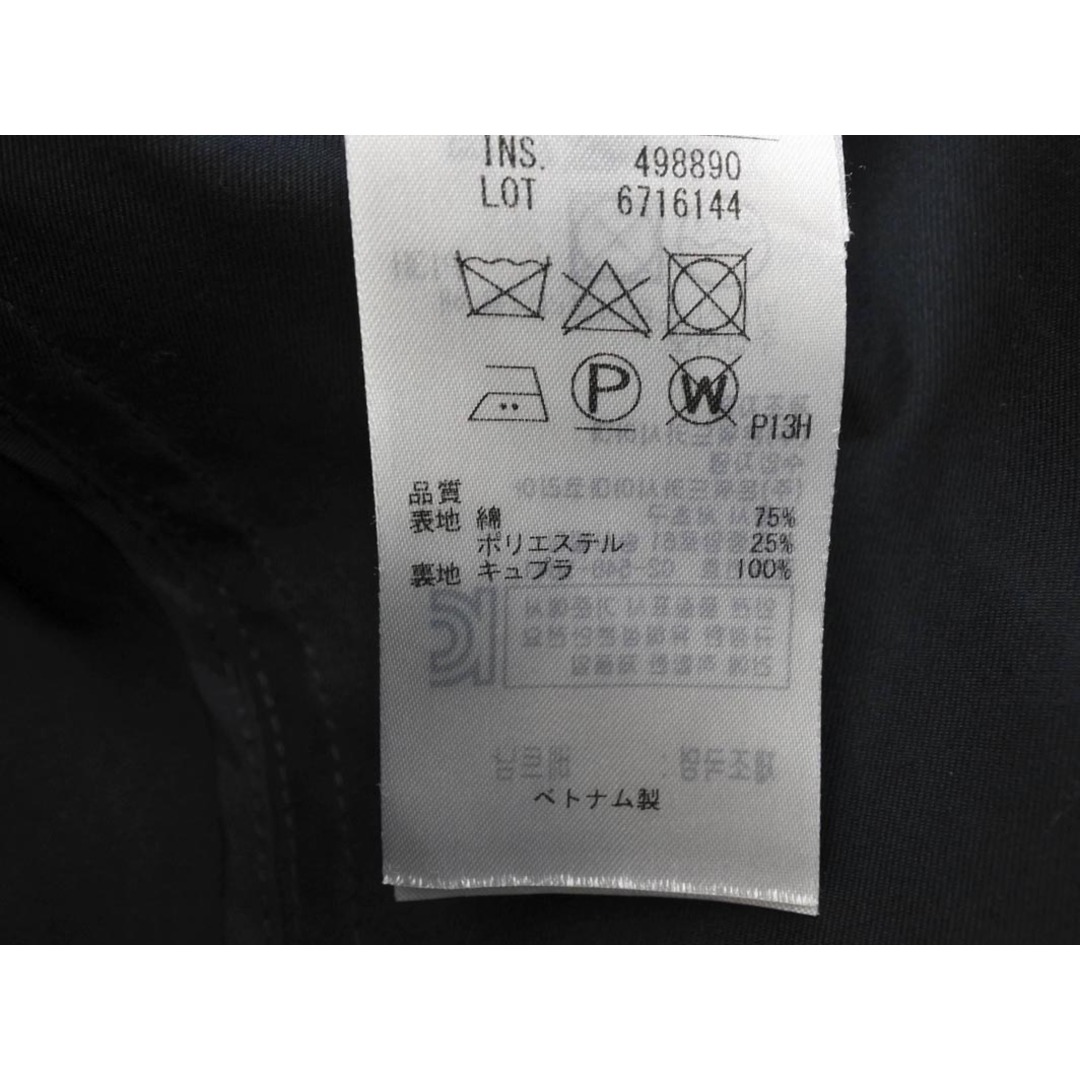 INS. 498890
LOT 6716144
P W P13H
品質
表地 綿 75%
ポリエステル 25%
裏地 キュプラ 100%
ベトナム製